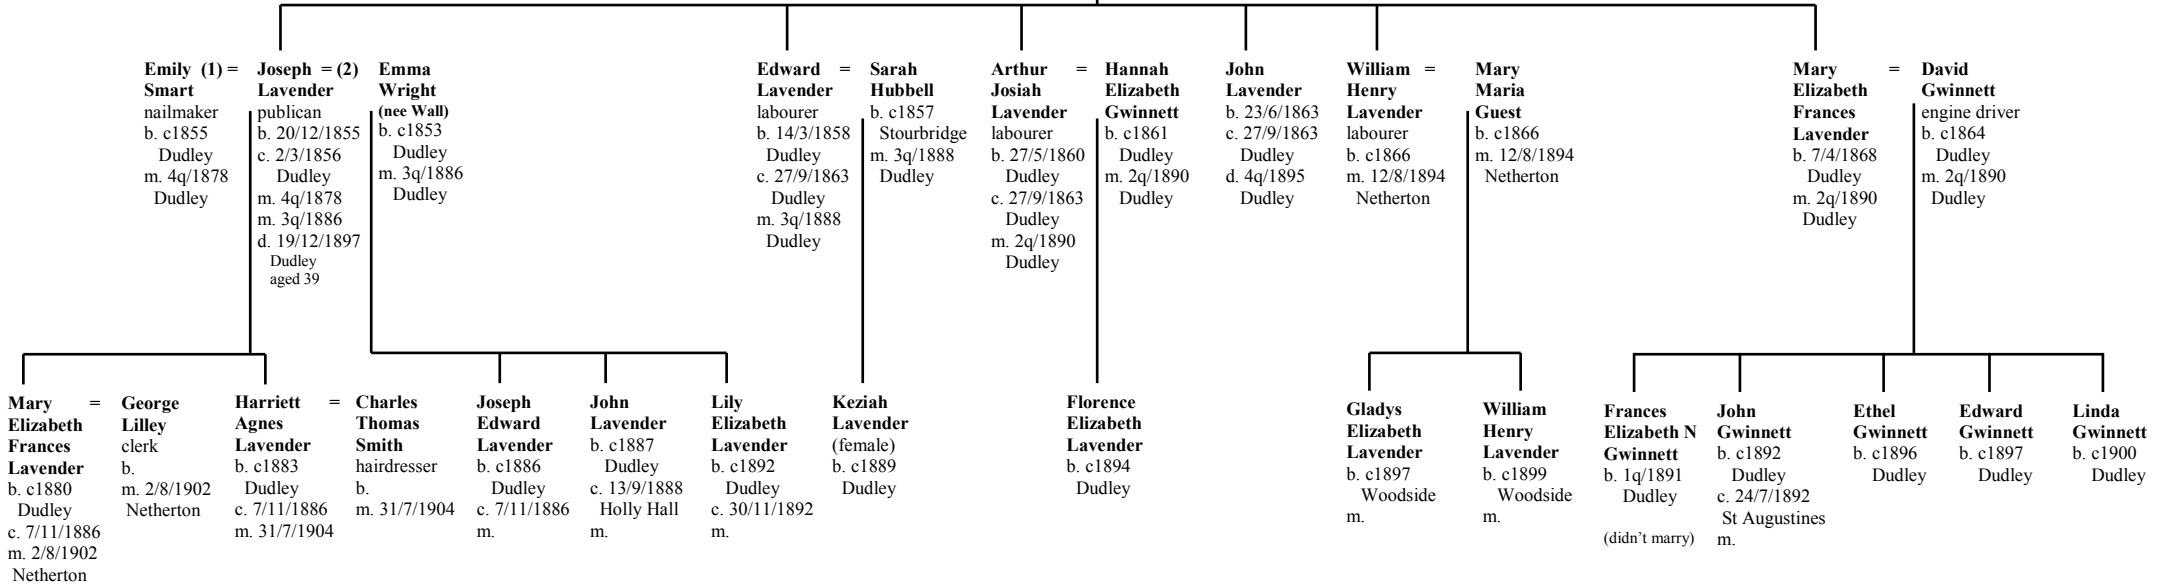 Emily (1) =
Smart
nailmaker
b. c1855
Dudley
m. 4q/1878
Dudley
Joseph = (2)
Lavender
publican
b. 20/12/1855
c. 2/3/1856
Dudley
m. 4q/1878
m. 3q/1886
d. 19/12/1897
Dudley
aged 39
Emma
Wright
(nee Wall)
b. c1853
Dudley
m. 3q/1886
Dudley
Edward =
Lavender
labourer
b. 14/3/1858
Dudley
c. 27/9/1863
Dudley
m. 3q/1888
Dudley
Sarah
Hubbell
b. c1857
Stourbridge
m. 3q/1888
Dudley
Arthur =
Josiah
Lavender
labourer
b. 27/5/1860
Dudley
c. 27/9/1863
Dudley
m. 2q/1890
Dudley
Hannah
Elizabeth
Gwinnett
b. c1861
Dudley
m. 2q/1890
Dudley
John
Lavender
b. 23/6/1863
c. 27/9/1863
Dudley
d. 4q/1895
Dudley
William =
Henry
Lavender
labourer
b. c1866
m. 12/8/1894
Netherton
Mary
Maria
Guest
b. c1866
m. 12/8/1894
Netherton
Mary =
Elizabeth
Frances
Lavender
b. 7/4/1868
Dudley
m. 2q/1890
Dudley
David
Gwinnett
engine driver
b. c1864
Dudley
m. 2q/1890
Dudley
Mary =
Elizabeth
Frances
Lavender
b. c1880
Dudley
c. 7/11/1886
m. 2/8/1902
Netherton
George
Lilley
clerk
b.
m. 2/8/1902
Netherton
Harriett =
Agnes
Lavender
b. c1883
Dudley
c. 7/11/1886
m. 31/7/1904
Charles
Thomas
Smith
hairdresser
b.
m. 31/7/1904
Joseph
Edward
Lavender
b. c1886
Dudley
c. 7/11/1886
m.
John
Lavender
b. c1887
Dudley
c. 13/9/1888
Holly Hall
m.
Lily
Elizabeth
Lavender
b. c1892
Dudley
c. 30/11/1892
m.
Keziah
Lavender
(female)
b. c1889
Dudley
Florence
Elizabeth
Lavender
b. c1894
Dudley
Gladys
Elizabeth
Lavender
b. c1897
Woodside
m.
William
Henry
Lavender
b. c1899
Woodside
m.
Frances
Elizabeth N
Gwinnett
b. 1q/1891
Dudley
(didn't marry)
John
Gwinnett
b. c1892
Dudley
c. 24/7/1892
St Augustines
m.
Ethel
Gwinnett
b. c1896
Dudley
Edward
Gwinnett
b. c1897
Dudley
Linda
Gwinnett
b. c1900
Dudley